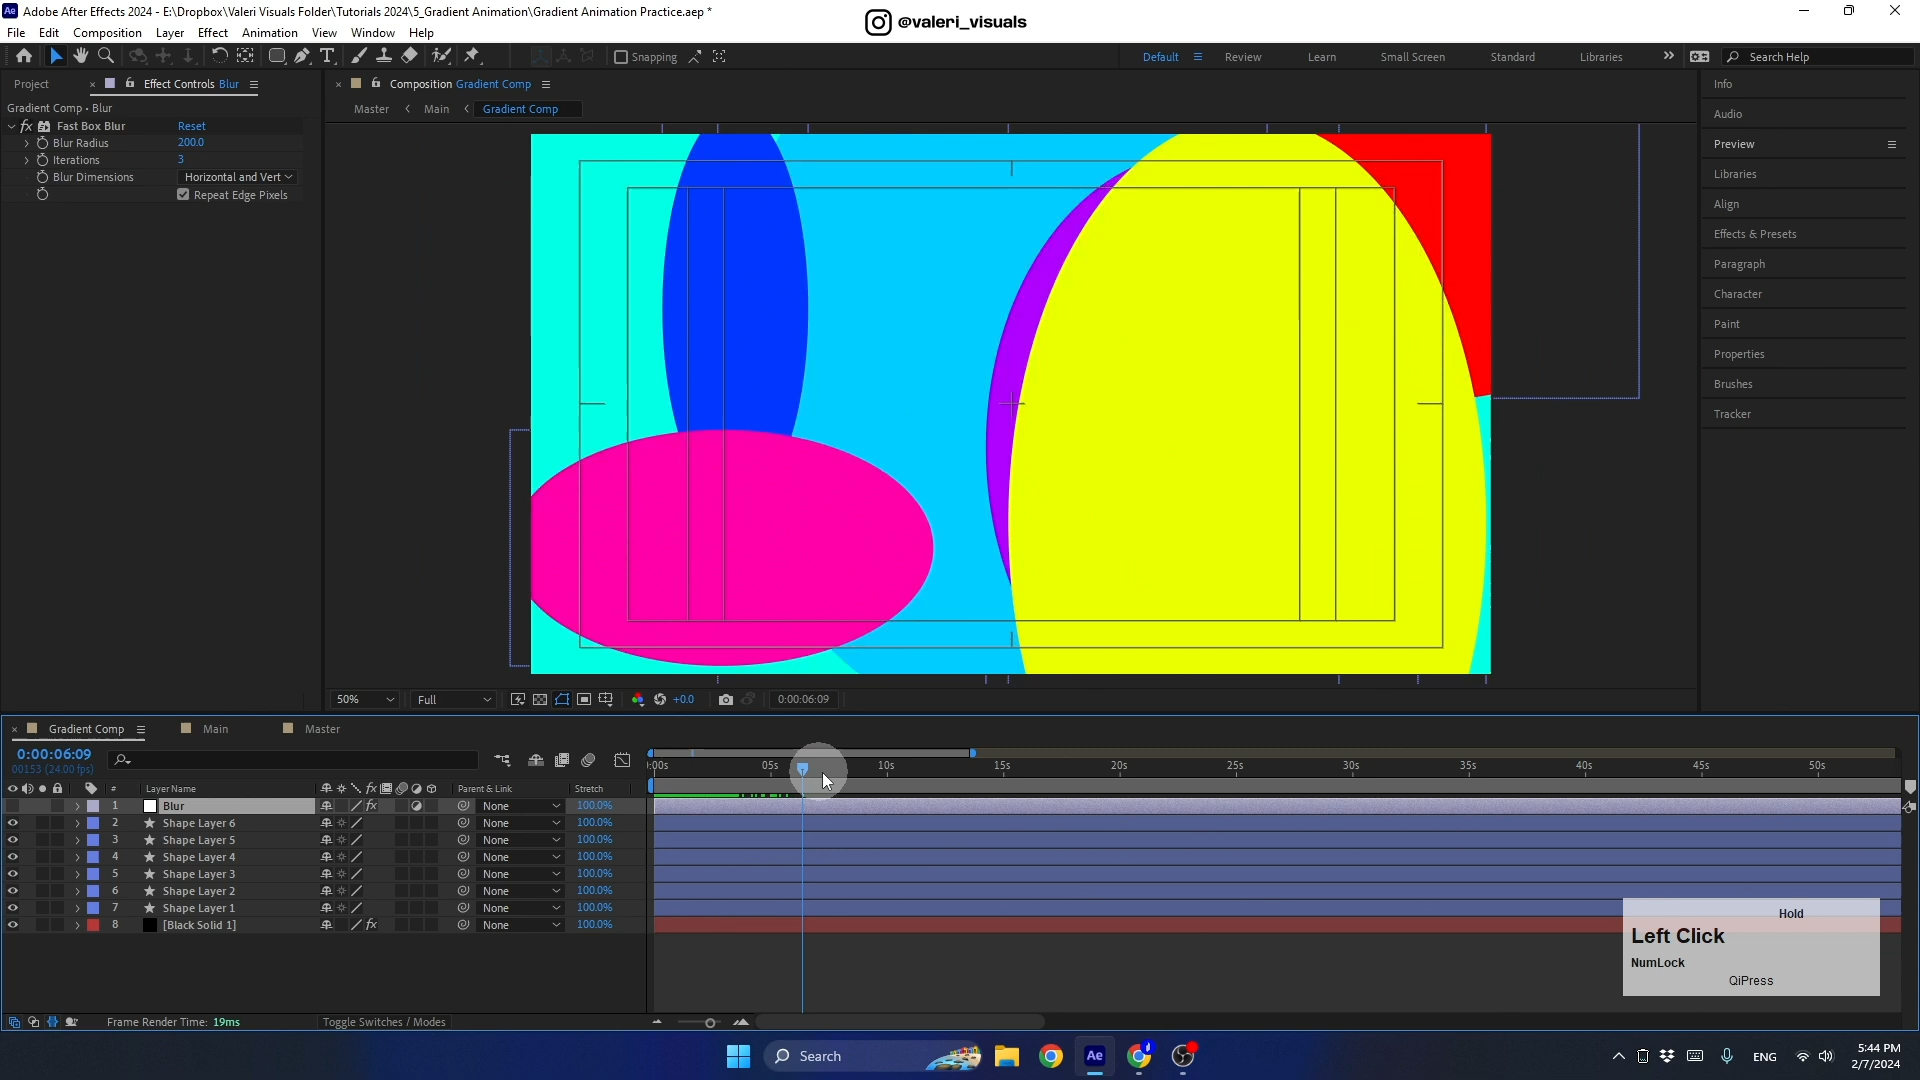 Ae Adobe After Effects 2024 - E:\Dropbox\Valeri Visuals Folder\Tutorials 2024\5_Gradient Animation\Gradient Animation Practice.aep *
@valeri_visuals
File Edit Composition Layer Effect Animation View Window Help
Snapping
Default Review Learn Small Screen Standard Libraries Search Help
Project Effect Controls Blur
Composition Gradient Comp
Gradient Comp • Blur
Master Main Gradient Comp
fx Fast Box Blur Reset
Blur Radius 200.0
Iterations 3
Blur Dimensions Horizontal and Vert
Repeat Edge Pixels
Info
Audio
Preview
Libraries
Align
Effects & Presets
Paragraph
Character
Paint
Properties
Brushes
Tracker
50% Full +0.0 0:00:06:09
Gradient Comp Main Master
0:00:06:09
00153 (24.00 fps)
:00s 05s 10s 15s 20s 25s 30s 35s 40s 45s 50s
# Layer Name fx Parent & Link Stretch
1 Blur fx None 100.0%
2 Shape Layer 6 None 100.0%
3 Shape Layer 5 None 100.0%
4 Shape Layer 4 None 100.0%
5 Shape Layer 3 None 100.0%
6 Shape Layer 2 None 100.0%
7 Shape Layer 1 None 100.0%
8 [Black Solid 1] fx None 100.0%
Hold
Left Click
NumLock
QiPress
Frame Render Time: 19ms Toggle Switches / Modes
Search Ae ENG 5:44 PM
2/7/2024